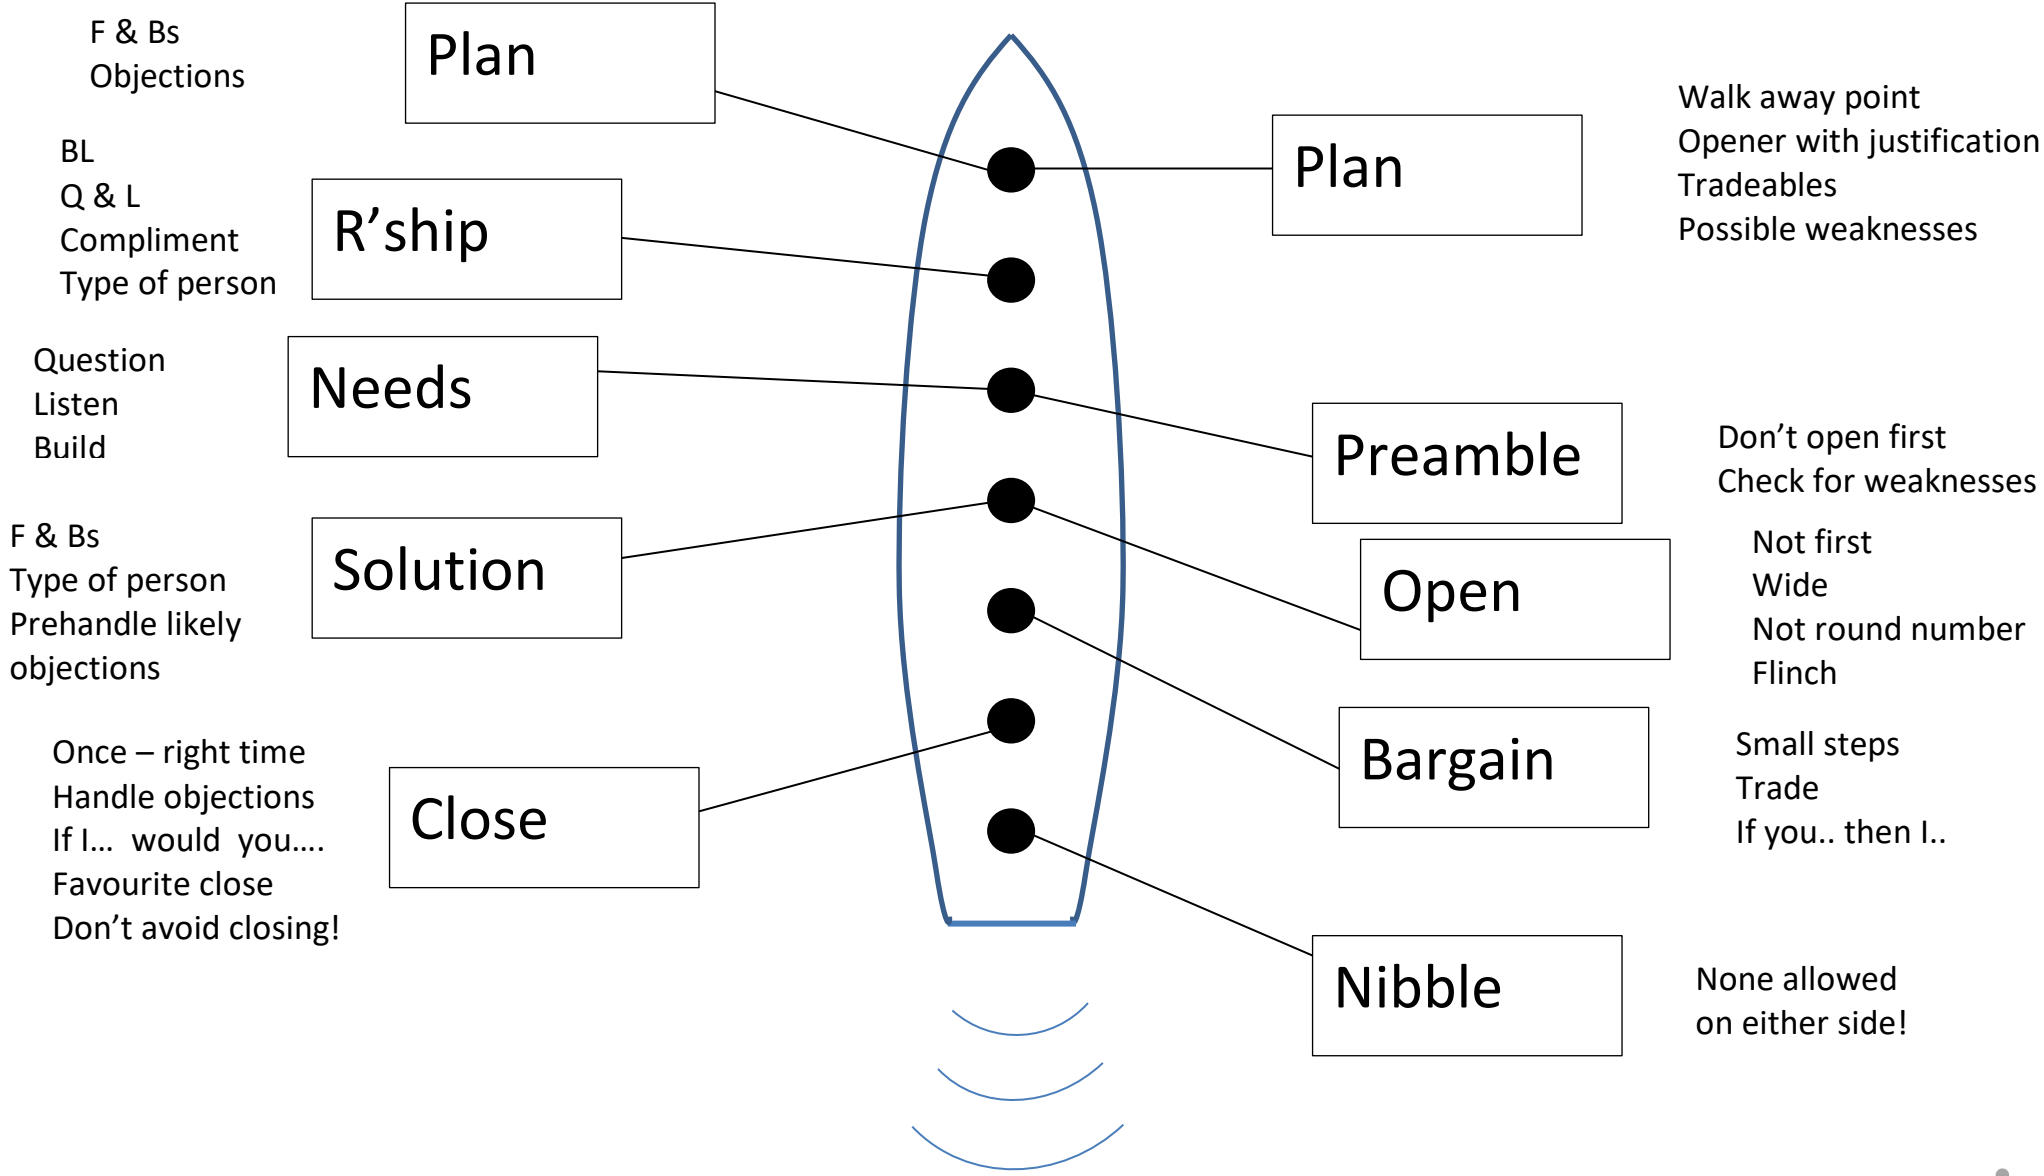 F & Bs
Objections
Plan
BL
Q & L
Compliment
Type of person
R’ship
Question
Listen
Build
Needs
F & Bs
Type of person
Prehandle likely
objections
Solution
Once – right time
Handle objections
If I… would  you….
Favourite close
Don’t avoid closing!
Close
Plan
Walk away point
Opener with justification
Tradeables
Possible weaknesses
Preamble
Don’t open first
Check for weaknesses
Open
Not first
Wide
Not round number
Flinch
Bargain
Small steps
Trade
If you.. then I..
Nibble
None allowed
on either side!